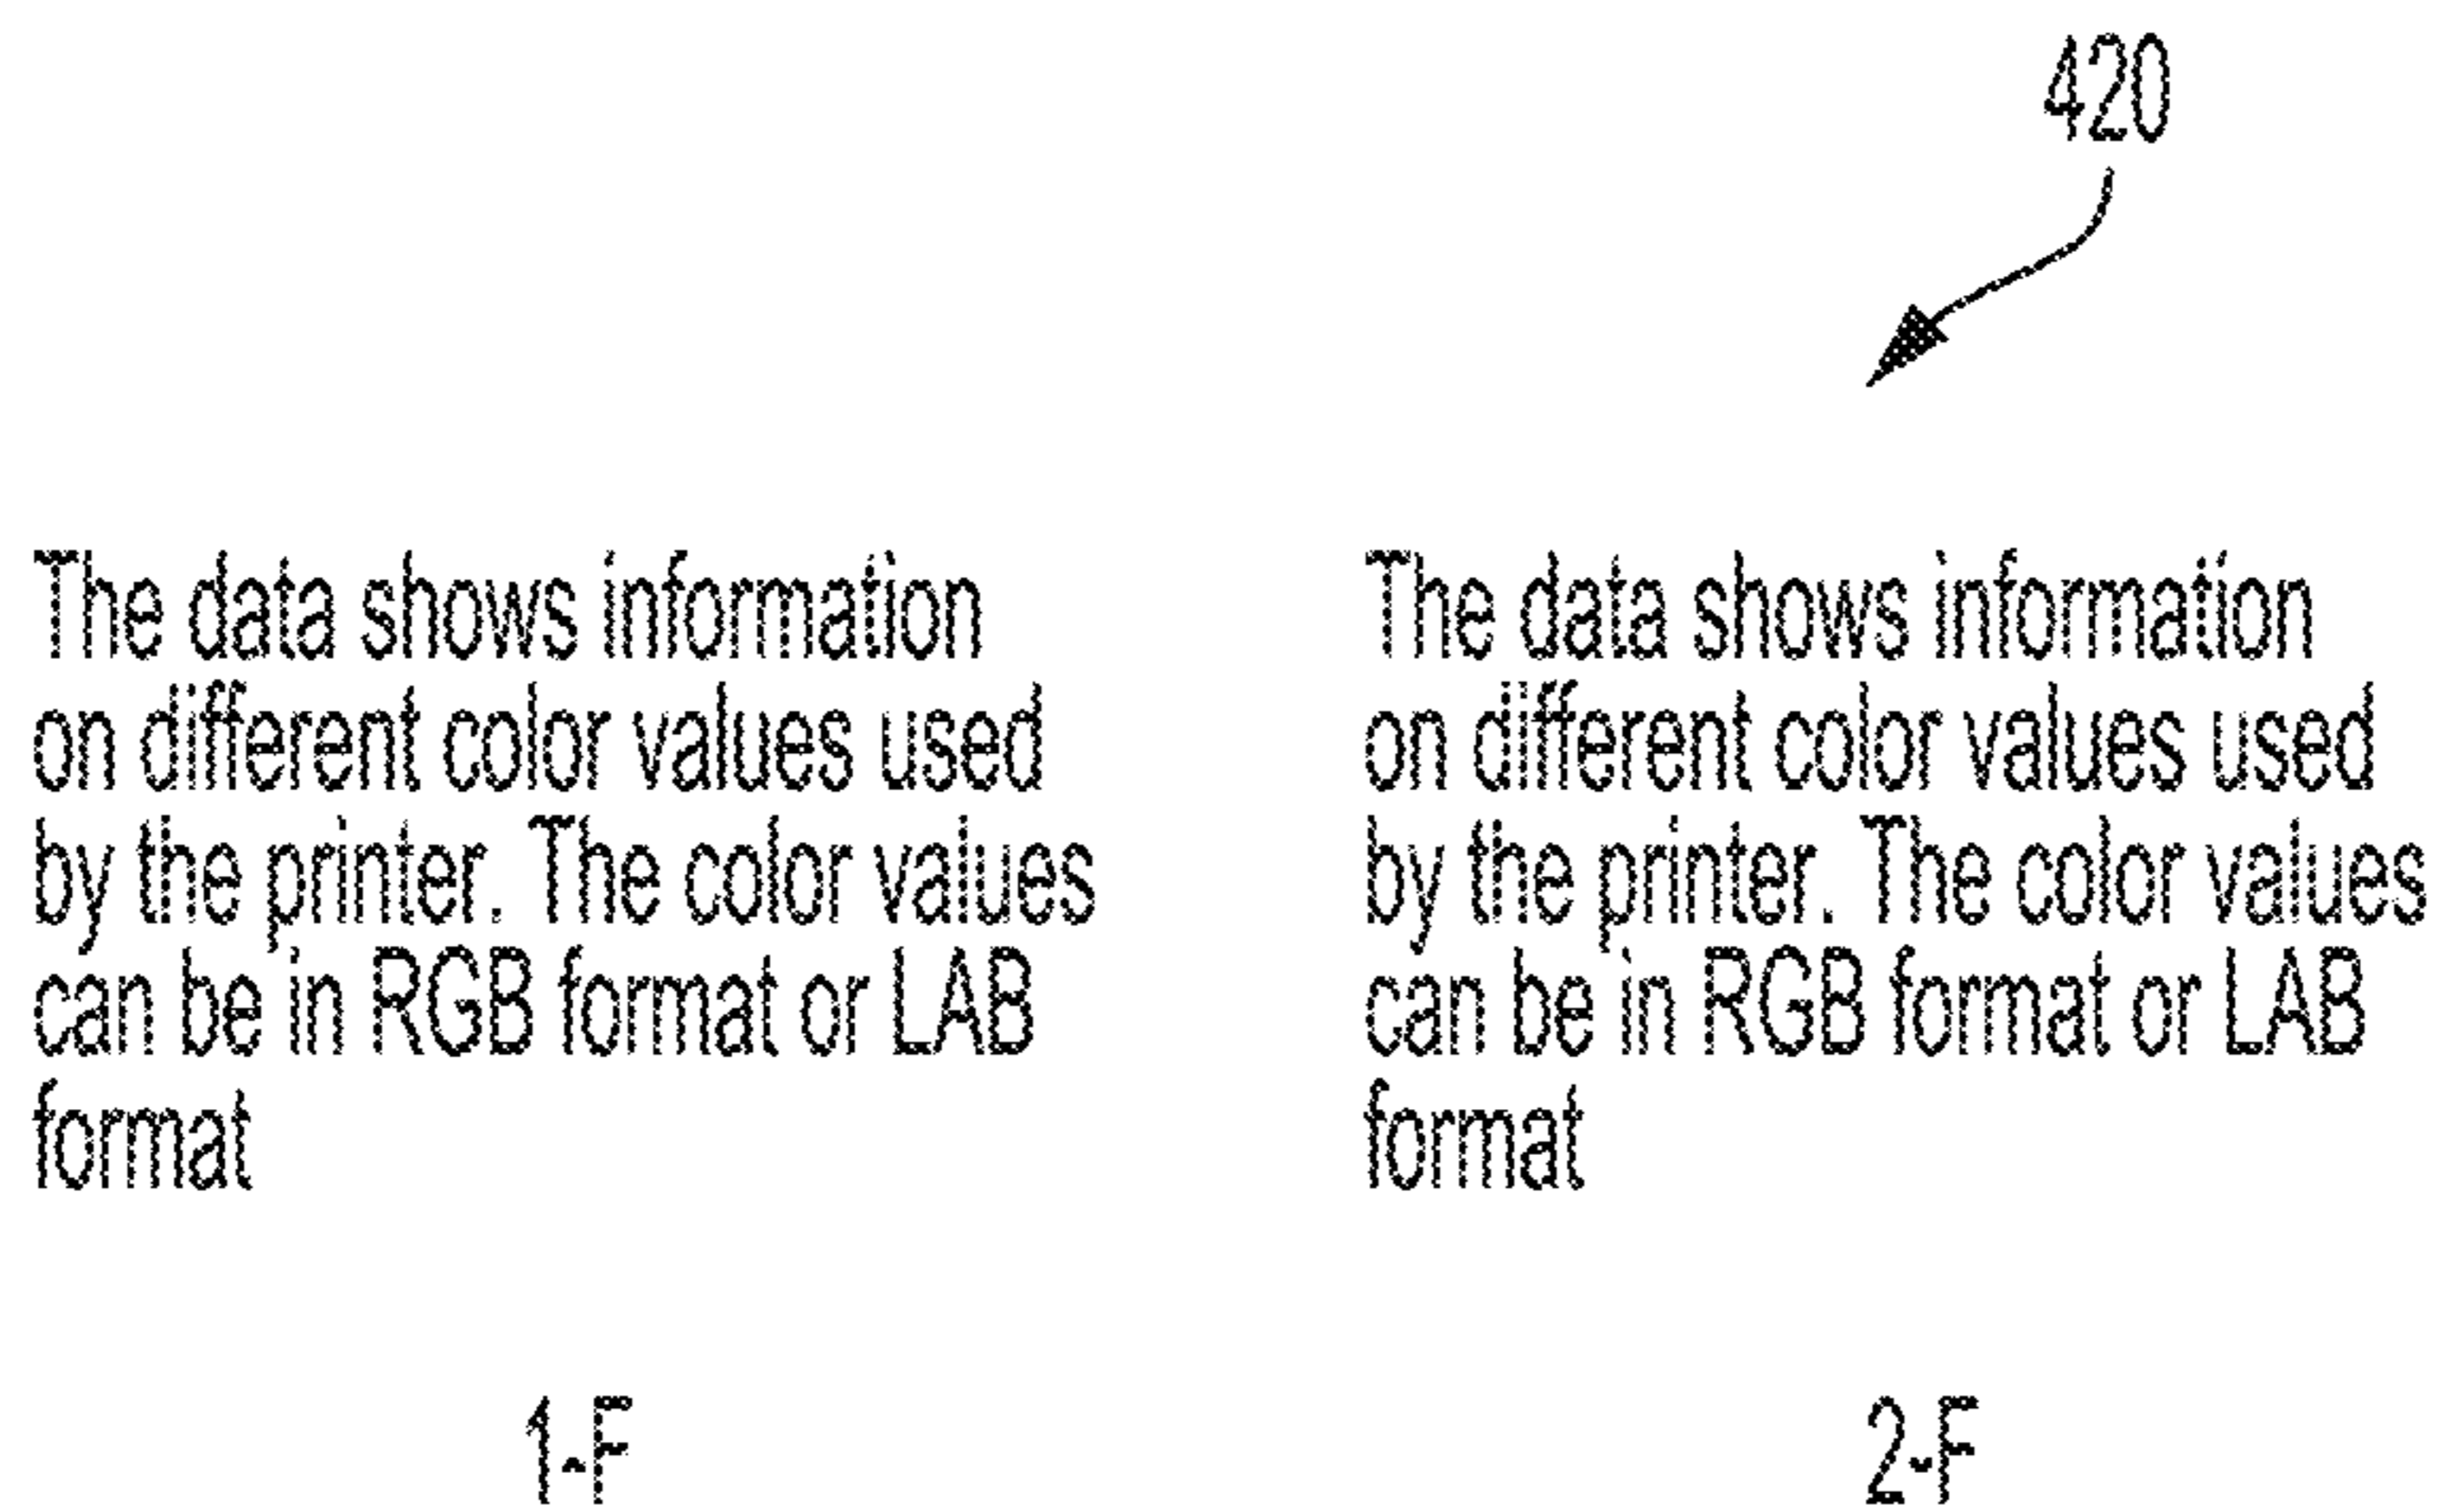 420
The data shows information
on different color values used
by the printer. The color values
can be in RGB format or LAB
format
1-F
The data shows information
on different color values used
by the printer. The color values
can be in RGB format or LAB
format
2-F